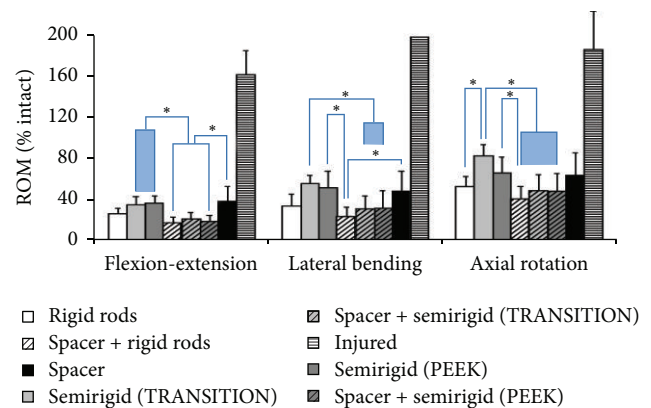 200
160
120
80
40
0
ROM (% intact)
* * * * * * * *
Flexion-extension Lateral bending Axial rotation
Rigid rods
Spacer + rigid rods
Spacer
Semirigid (TRANSITION)
Spacer + semirigid (TRANSITION)
Injured
Semirigid (PEEK)
Spacer + semirigid (PEEK)